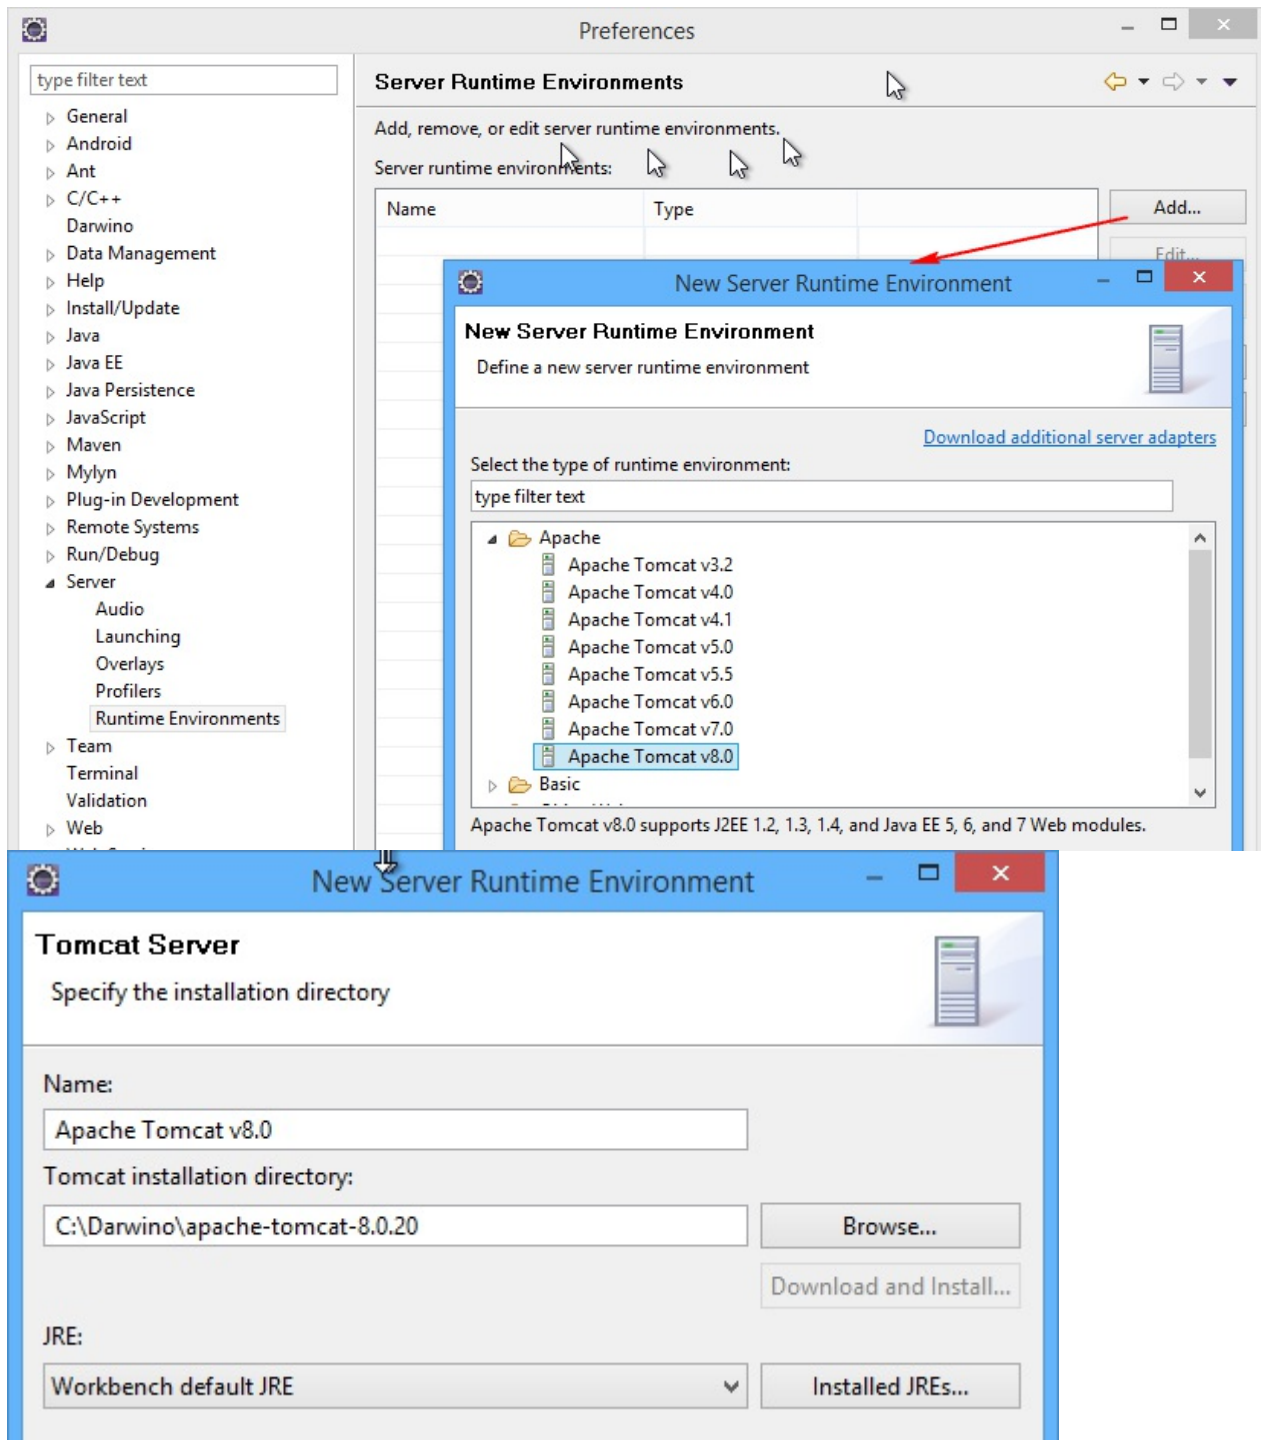 Preferences
type filter text
General
Android
Ant
C/C++
Darwino
Data Management
Help
Install/Update
Java
Java EE
Java Persistence
JavaScript
Maven
Mylyn
Plug-in Development
Remote Systems
Run/Debug
Server
Audio
Launching
Overlays
Profilers
Runtime Environments
Team
Terminal
Validation
Web
Server Runtime Environments
Add, remove, or edit server runtime environments.
Server runtime environments:
Name Type
Add...
Edit...
New Server Runtime Environment
New Server Runtime Environment
Define a new server runtime environment
Download additional server adapters
Select the type of runtime environment:
type filter text
Apache
Apache Tomcat v3.2
Apache Tomcat v4.0
Apache Tomcat v4.1
Apache Tomcat v5.0
Apache Tomcat v5.5
Apache Tomcat v6.0
Apache Tomcat v7.0
Apache Tomcat v8.0
Basic
Apache Tomcat v8.0 supports J2EE 1.2, 1.3, 1.4, and Java EE 5, 6, and 7 Web modules.
New Server Runtime Environment
Tomcat Server
Specify the installation directory
Name:
Apache Tomcat v8.0
Tomcat installation directory:
C:\Darwino\apache-tomcat-8.0.20
Browse...
Download and Install...
JRE:
Workbench default JRE
Installed JREs...